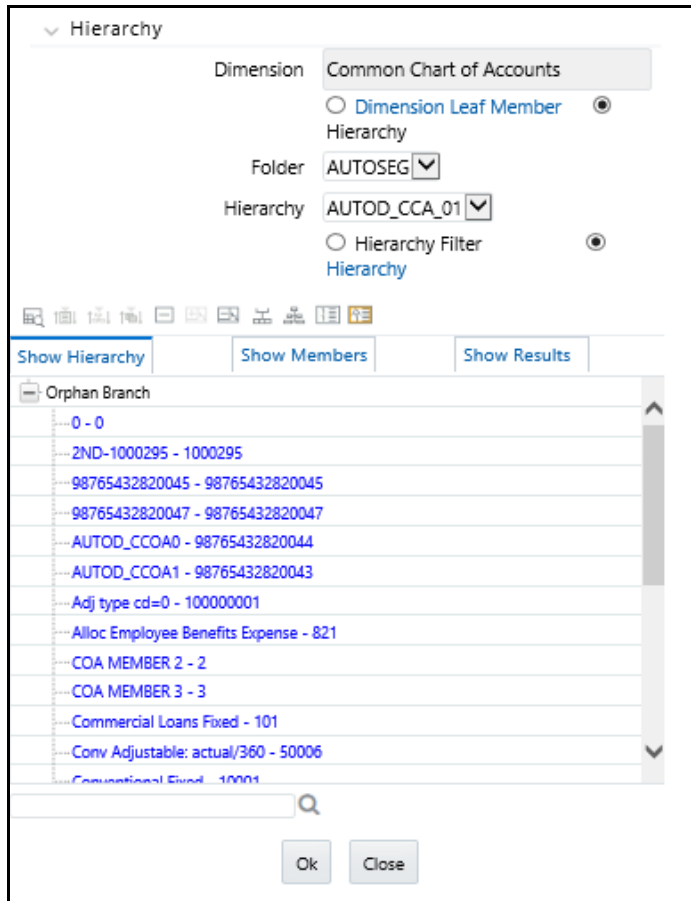 Hierarchy
Dimension Common Chart of Accounts
Dimension Leaf Member
Hierarchy
Folder AUTOSEG
Hierarchy AUTOD_CCA_01
Hierarchy Filter
Hierarchy
Show Hierarchy Show Members Show Results
Orphan Branch
0 - 0
2ND-1000295 - 1000295
98765432820045 - 98765432820045
98765432820047 - 98765432820047
AUTOD_CCOA0 - 98765432820044
AUTOD_CCOA1 - 98765432820043
Adj type cd=0 - 100000001
Alloc Employee Benefits Expense - 821
COA MEMBER 2 - 2
COA MEMBER 3 - 3
Commercial Loans Fixed - 101
Conv Adjustable: actual/360 - 50006
Conventional Fixed - 10001
Ok Close